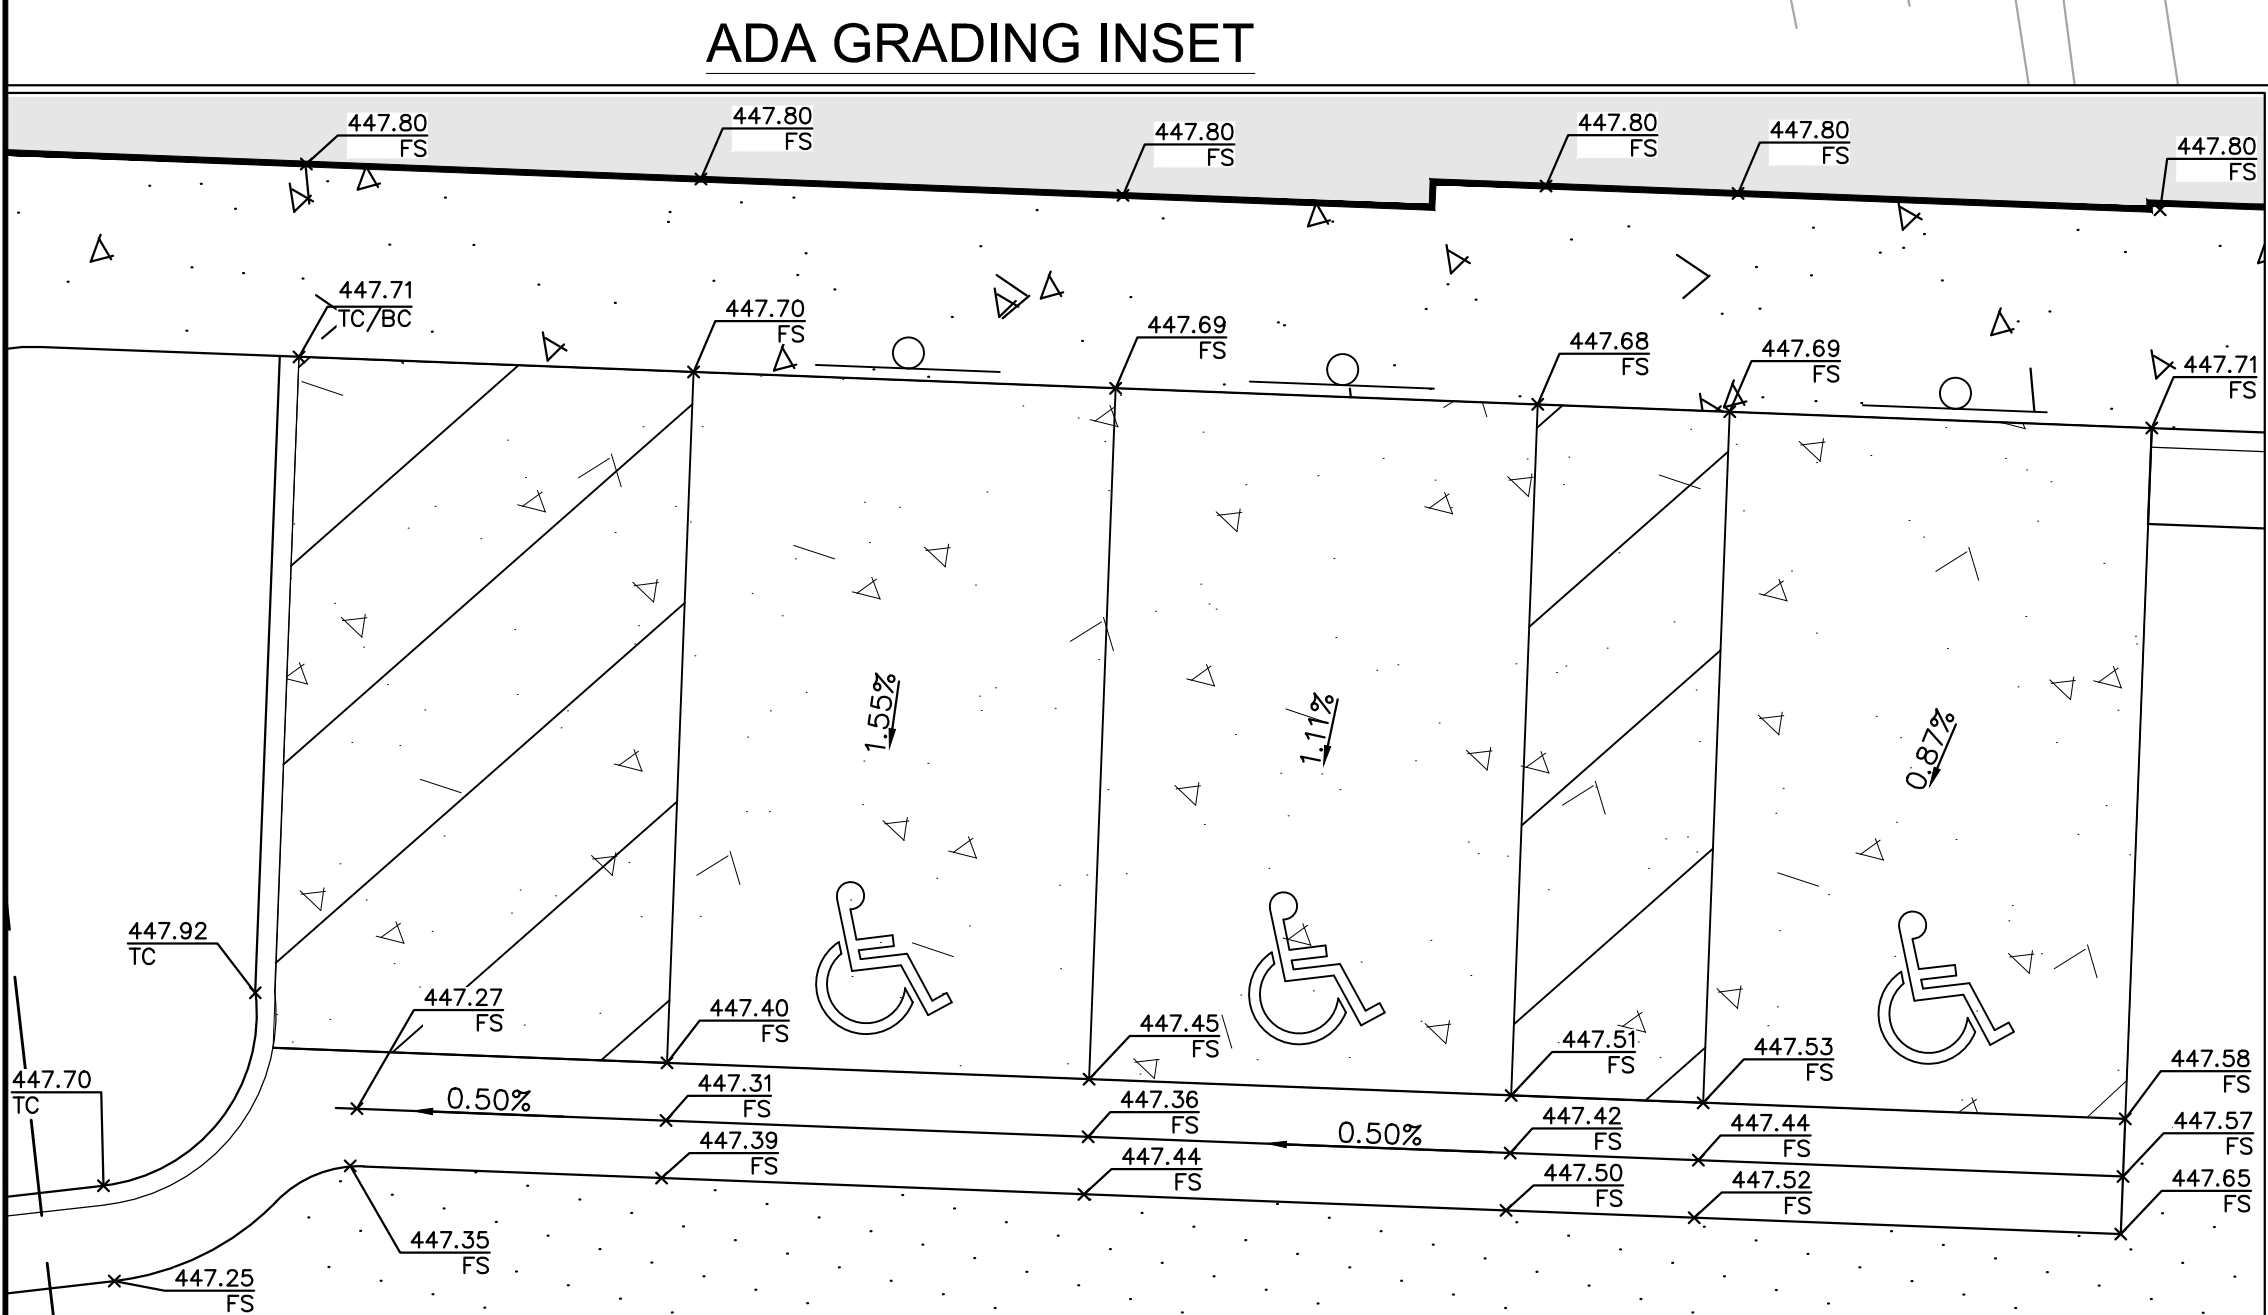 ADA GRADING INSET
447.80
FS
447.80
FS
447.80
FS
447.80
FS
447.80
FS
447.80
FS
447.71
TC/BC
447.70
FS
447.69
FS
447.68
FS
447.69
FS
447.71
FS
1.55%
1.11%
0.87%
447.92
TC
447.27
FS
447.40
FS
447.45
FS
447.51
FS
447.53
FS
447.58
FS
447.70
TC
0.50%
447.31
FS
447.36
FS
0.50%
447.42
FS
447.44
FS
447.57
FS
447.39
FS
447.44
FS
447.50
FS
447.52
FS
447.65
FS
447.35
FS
447.25
FS